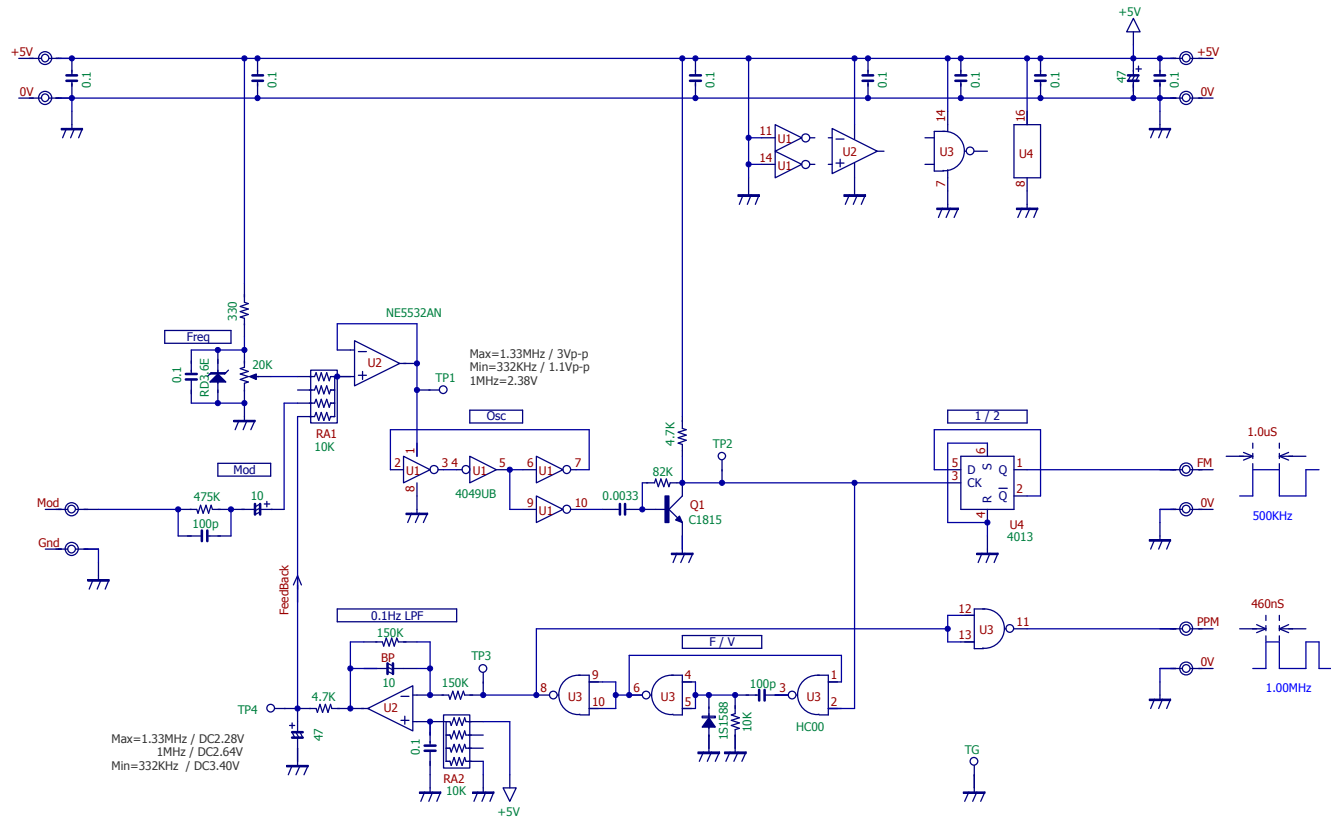 +5V
+5V
+5V
0.1
0.1
0.1
0.1
0.1
0.1
47
+
0.1
0V
0V
11
U1
14
U1
U2
14
U3
7
16
U4
8
330
NE5532AN
Freq
0.1
RD3.6E
20K
U2
Max=1.33MHz / 3Vp-p
Min=332KHz / 1.1Vp-p
1MHz=2.38V
TP1
RA1
10K
Osc
1 / 2
4.7K
TP2
1.0uS
Mod
1
2
U1
3
4
U1
5
6
U1
7
8
4049UB
9
U1
10
475K
10
+
100p
Mod
Gnd
82K
0.0033
Q1
C1815
6
5
D
S
Q
1
3
CK
R
Q
2
4
U4
4013
FM
0V
500KHz
FeedBack
0.1Hz LPF
150K
BP
10
TP3
150K
F / V
12
13
U3
11
PPM
460nS
0V
1.00MHz
8
U3
9
10
6
U3
4
5
100p
3
U3
1
2
HC00
1S1588
10K
TP4
4.7K
U2
+
47
0.1
RA2
10K
+5V
Max=1.33MHz / DC2.28V
1MHz / DC2.64V
Min=332KHz / DC3.40V
TG